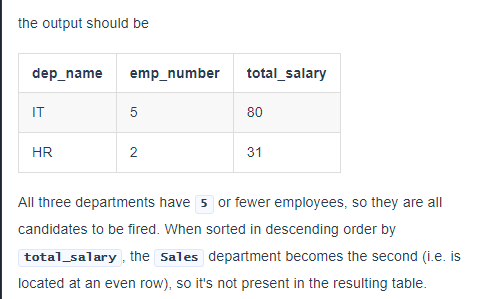 the output should be
dep_name emp_number total_salary
IT 5 80
HR 2 31
All three departments have 5 or fewer employees, so they are all
candidates to be fired. When sorted in descending order by
total_salary , the Sales department becomes the second (i.e. is
located at an even row), so it's not present in the resulting table.